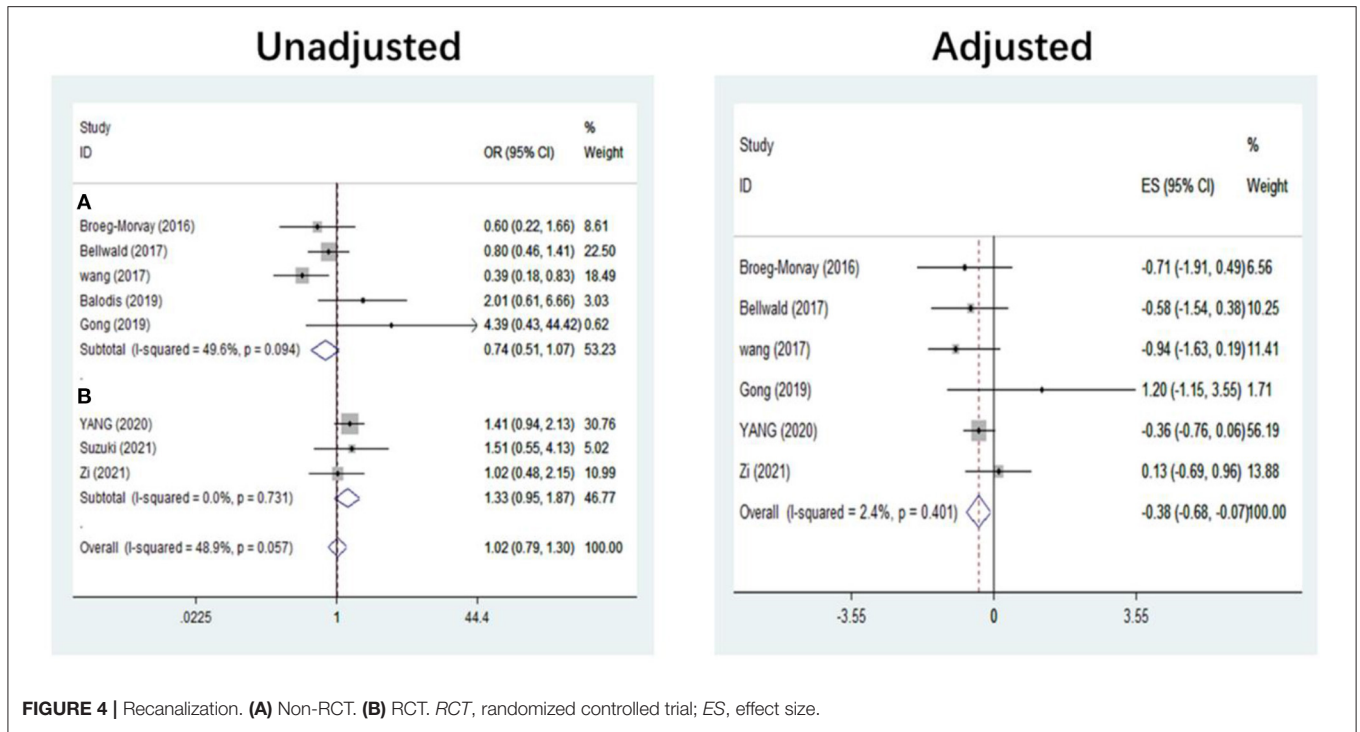 Unadjusted
Study %
ID OR (95% CI) Weight
A
Broeg-Morvay (2016) 0.60 (0.22, 1.66) 8.61
Bellwald (2017) 0.80 (0.46, 1.41) 22.50
wang (2017) 0.39 (0.18, 0.83) 18.49
Balodis (2019) 2.01 (0.61, 6.66) 3.03
Gong (2019) 4.39 (0.43, 44.42) 0.62
Subtotal (I-squared = 49.6%, p = 0.094) 0.74 (0.51, 1.07) 53.23
.
B
YANG (2020) 1.41 (0.94, 2.13) 30.76
Suzuki (2021) 1.51 (0.55, 4.13) 5.02
Zi (2021) 1.02 (0.48, 2.15) 10.99
Subtotal (I-squared = 0.0%, p = 0.731) 1.33 (0.95, 1.87) 46.77
.
Overall (I-squared = 48.9%, p = 0.057) 1.02 (0.79, 1.30) 100.00
.0225 1 44.4
Adjusted
Study %
ID ES (95% CI) Weight
Broeg-Morvay (2016) -0.71 (-1.91, 0.49) 6.56
Bellwald (2017) -0.58 (-1.54, 0.38) 10.25
wang (2017) -0.94 (-1.63, 0.19) 11.41
Gong (2019) 1.20 (-1.15, 3.55) 1.71
YANG (2020) -0.36 (-0.76, 0.06) 56.19
Zi (2021) 0.13 (-0.69, 0.96) 13.88
Overall (I-squared = 2.4%, p = 0.401) -0.38 (-0.68, -0.07) 100.00
-3.55 0 3.55
FIGURE 4 | Recanalization. (A) Non-RCT. (B) RCT. RCT, randomized controlled trial; ES, effect size.